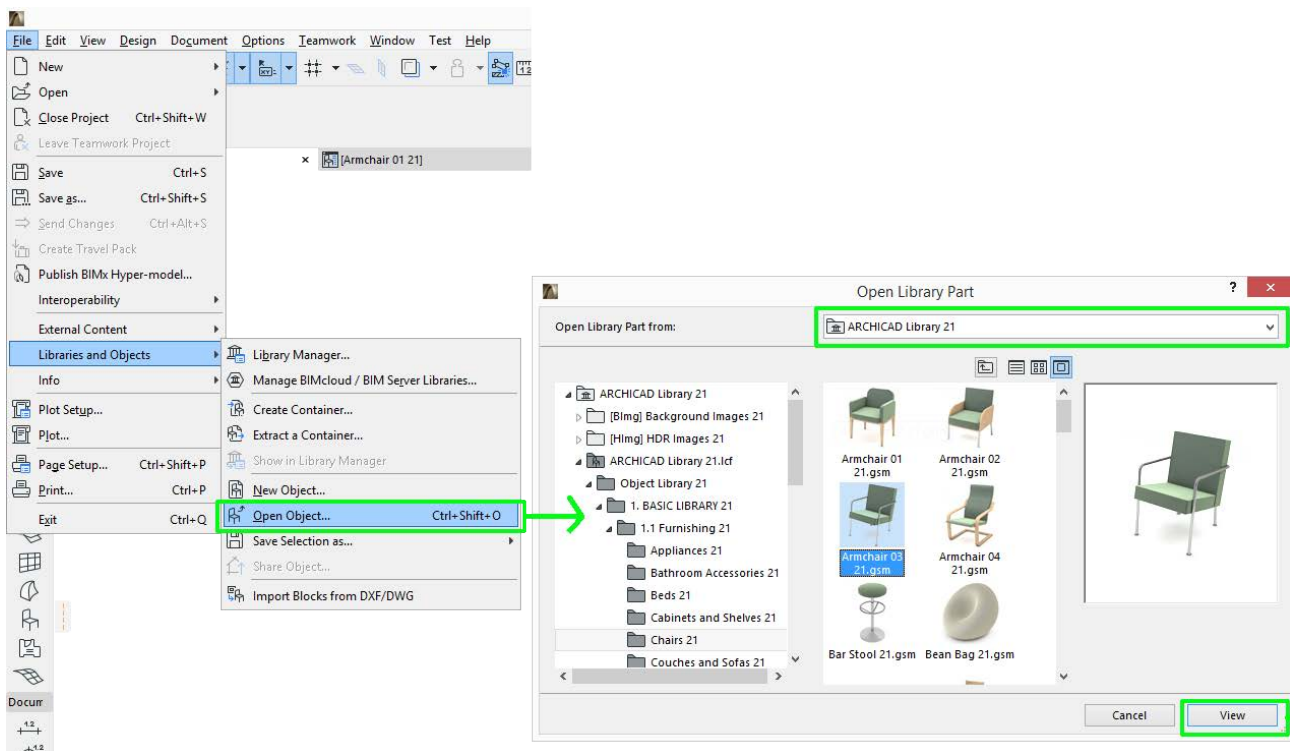 File Edit View Design Document Options Teamwork Window Test Help
New
Open
Close Project Ctrl+Shift+W
Leave Teamwork Project
[Armchair 01 21]
Save Ctrl+S
Save as... Ctrl+Shift+S
Send Changes Ctrl+Alt+S
Create Travel Pack
Publish BIMx Hyper-model...
Interoperability
External Content
Libraries and Objects
Info
Plot Setup...
Plot...
Page Setup... Ctrl+Shift+P
Print... Ctrl+P
Exit Ctrl+Q
Docum
1.2
Library Manager...
Manage BIMcloud / BIM Server Libraries...
Create Container...
Extract a Container...
Show in Library Manager
New Object...
Open Object... Ctrl+Shift+O
Save Selection as...
Share Object...
Import Blocks from DXF/DWG
Open Library Part
Open Library Part from:
ARCHICAD Library 21
ARCHICAD Library 21
[BImg] Background Images 21
[HImg] HDR Images 21
ARCHICAD Library 21.lcf
Object Library 21
1. BASIC LIBRARY 21
1.1 Furnishing 21
Appliances 21
Bathroom Accessories 21
Beds 21
Cabinets and Shelves 21
Chairs 21
Couches and Sofas 21
Armchair 01
21.gsm
Armchair 02
21.gsm
Armchair 03
21.gsm
Armchair 04
21.gsm
Bar Stool 21.gsm
Bean Bag 21.gsm
Cancel
View